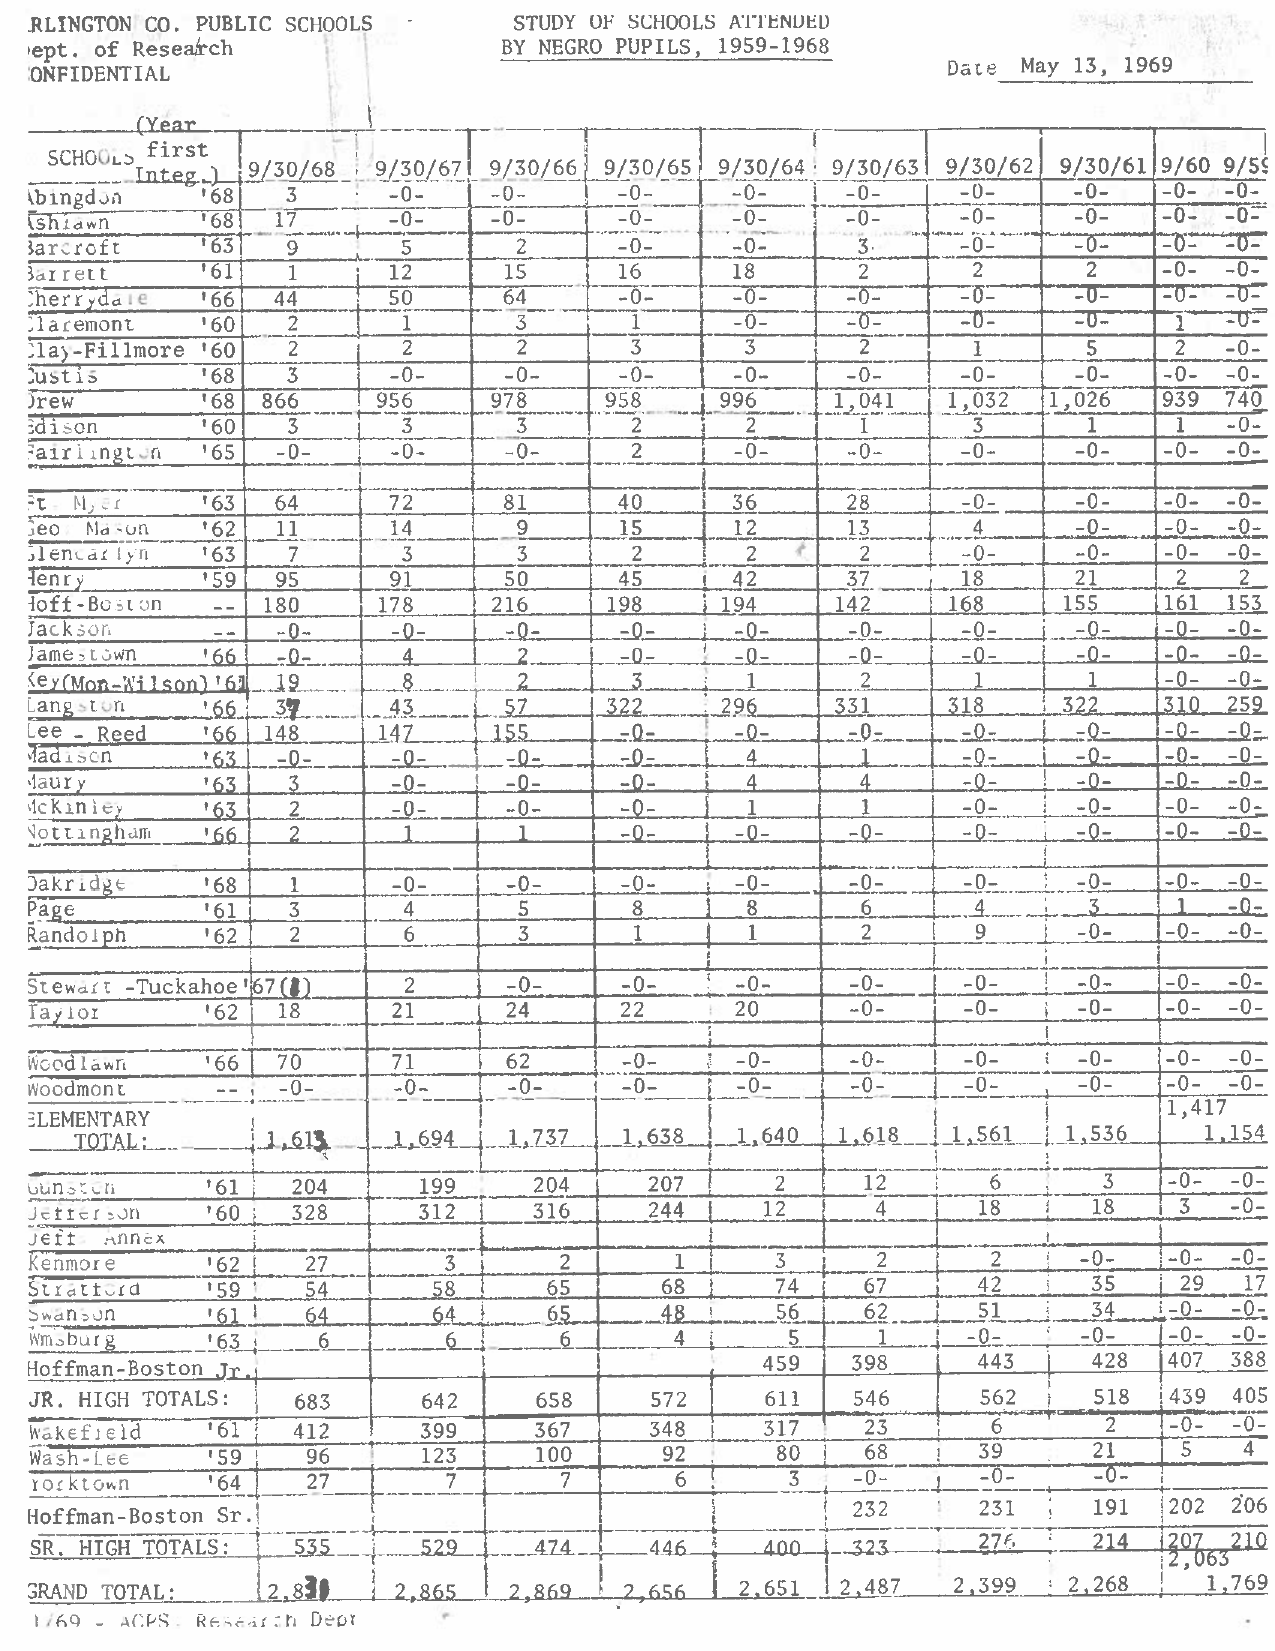 RLINGTON CO. PUBLIC SCHOOLS STUDY OF SCHOOLS ATTENDED
ept. of Research BY NEGRO PUPILS, 1959-1968
ONFIDENTIAL Date May 13, 1969
(Year
SCHOOLS first
Integ.) 9/30/68 9/30/67 9/30/66 9/30/65 9/30/64 9/30/63 9/30/62 9/30/61 9/60 9/59
Abingdon '68 3 -0- -0- -0- -0- -0- -0- -0- -0- -0-
Ashlawn '68 17 -0- -0- -0- -0- -0- -0- -0- -0- -0-
Barcroft '63 9 5 2 -0- -0- 3 -0- -0- -0- -0-
Barrett '61 1 12 15 16 18 2 2 2 -0- -0-
Cherrydale '66 44 50 64 -0- -0- -0- -0- -0- -0- -0-
Claremont '60 2 1 3 1 -0- -0- -0- -0- 1 -0-
Clay-Fillmore '60 2 2 2 3 3 2 1 5 2 -0-
Custis '68 3 -0- -0- -0- -0- -0- -0- -0- -0- -0-
Drew '68 866 956 978 958 996 1,041 1,032 1,026 939 740
Edison '60 3 3 3 2 2 1 3 1 1 -0-
Fairlington '65 -0- -0- -0- 2 -0- -0- -0- -0- -0- -0-
Ft. Myer '63 64 72 81 40 36 28 -0- -0- -0- -0-
Geo Mason '62 11 14 9 15 12 13 4 -0- -0- -0-
Glencarlyn '63 7 3 3 2 2 2 -0- -0- -0- -0-
Henry '59 95 91 50 45 42 37 18 21 2 2
Hoff-Boston -- 180 178 216 198 194 142 168 155 161 153
Jackson -- -0- -0- -0- -0- -0- -0- -0- -0- -0- -0-
Jamestown '66 -0- 4 2 -0- -0- -0- -0- -0- -0- -0-
Key(Mon-Wilson) '61 19 8 2 3 1 2 1 1 -0- -0-
Langston '66 37 43 57 322 296 331 318 322 310 259
Lee - Reed '66 148 147 155 -0- -0- -0- -0- -0- -0- -0-
Madison '63 -0- -0- -0- -0- 4 1 -0- -0- -0- -0-
Maury '63 3 -0- -0- -0- 4 4 -0- -0- -0- -0-
McKinley '63 2 -0- -0- -0- 1 1 -0- -0- -0- -0-
Nottingham '66 2 1 1 -0- -0- -0- -0- -0- -0- -0-
Oakridge '68 1 -0- -0- -0- -0- -0- -0- -0- -0- -0-
Page '61 3 4 5 8 8 6 4 3 1 -0-
Randolph '62 2 6 3 1 1 2 9 -0- -0- -0-
Stewart -Tuckahoe '67 2 -0- -0- -0- -0- -0- -0- -0- -0-
Taylor '62 18 21 24 22 20 -0- -0- -0- -0- -0-
Woodlawn '66 70 71 62 -0- -0- -0- -0- -0- -0- -0-
Woodmont -- -0- -0- -0- -0- -0- -0- -0- -0- -0- -0-
ELEMENTARY 1,417
TOTAL: 1,613 1,694 1,737 1,638 1,640 1,618 1,561 1,536 1,154
Gunston '61 204 199 204 207 2 12 6 3 -0- -0-
Jefferson '60 328 312 316 244 12 4 18 18 3 -0-
Jeff Annex
Kenmore '62 27 3 2 1 3 2 2 -0- -0- -0-
Stratford '59 54 58 65 68 74 67 42 35 29 17
Swanson '61 64 64 65 48 56 62 51 34 -0- -0-
Wmsburg '63 6 6 6 4 5 1 -0- -0- -0- -0-
Hoffman-Boston Jr. 459 398 443 428 407 388
JR. HIGH TOTALS: 683 642 658 572 611 546 562 518 439 405
Wakefield '61 412 399 367 348 317 23 6 2 -0- -0-
Wash-Lee '59 96 123 100 92 80 68 39 21 5 4
Yorktown '64 27 7 7 6 3 -0- -0- -0-
Hoffman-Boston Sr. 232 231 191 202 206
SR. HIGH TOTALS: 535 529 474 446 400 323 276 214 207 210
2,063
GRAND TOTAL: 2,865 2,869 2,656 2,651 2,487 2,399 2,268 1,769
1/69 - ACPS. Research Dept